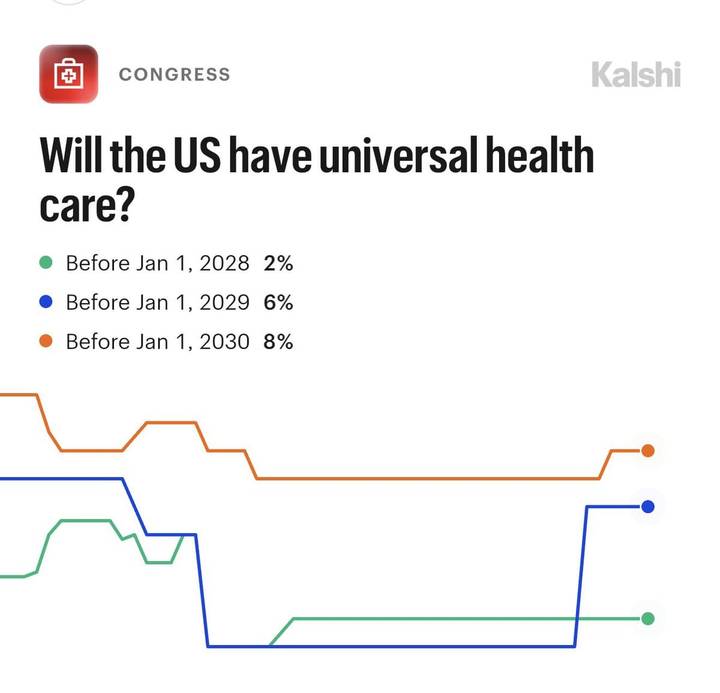 CONGRESS
Kalshi
Will the US have universal health
care?
Before Jan 1, 2028 2%
Before Jan 1, 2029 6%
Before Jan 1, 2030 8%